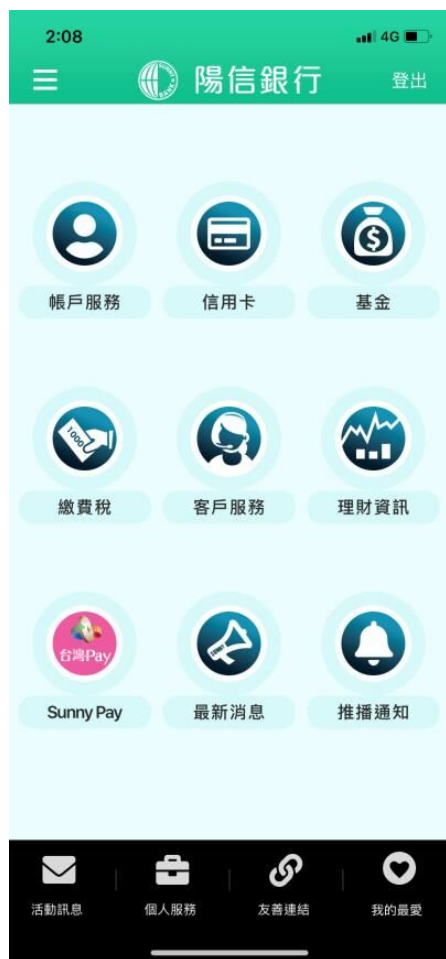 2:08
4G
陽信銀行
登出
SUNNY BANK
帳戶服務
信用卡
基金
1000
繳費稅
客戶服務
理財資訊
台灣Pay
Sunny Pay
最新消息
推播通知
活動訊息
個人服務
友善連結
我的最愛